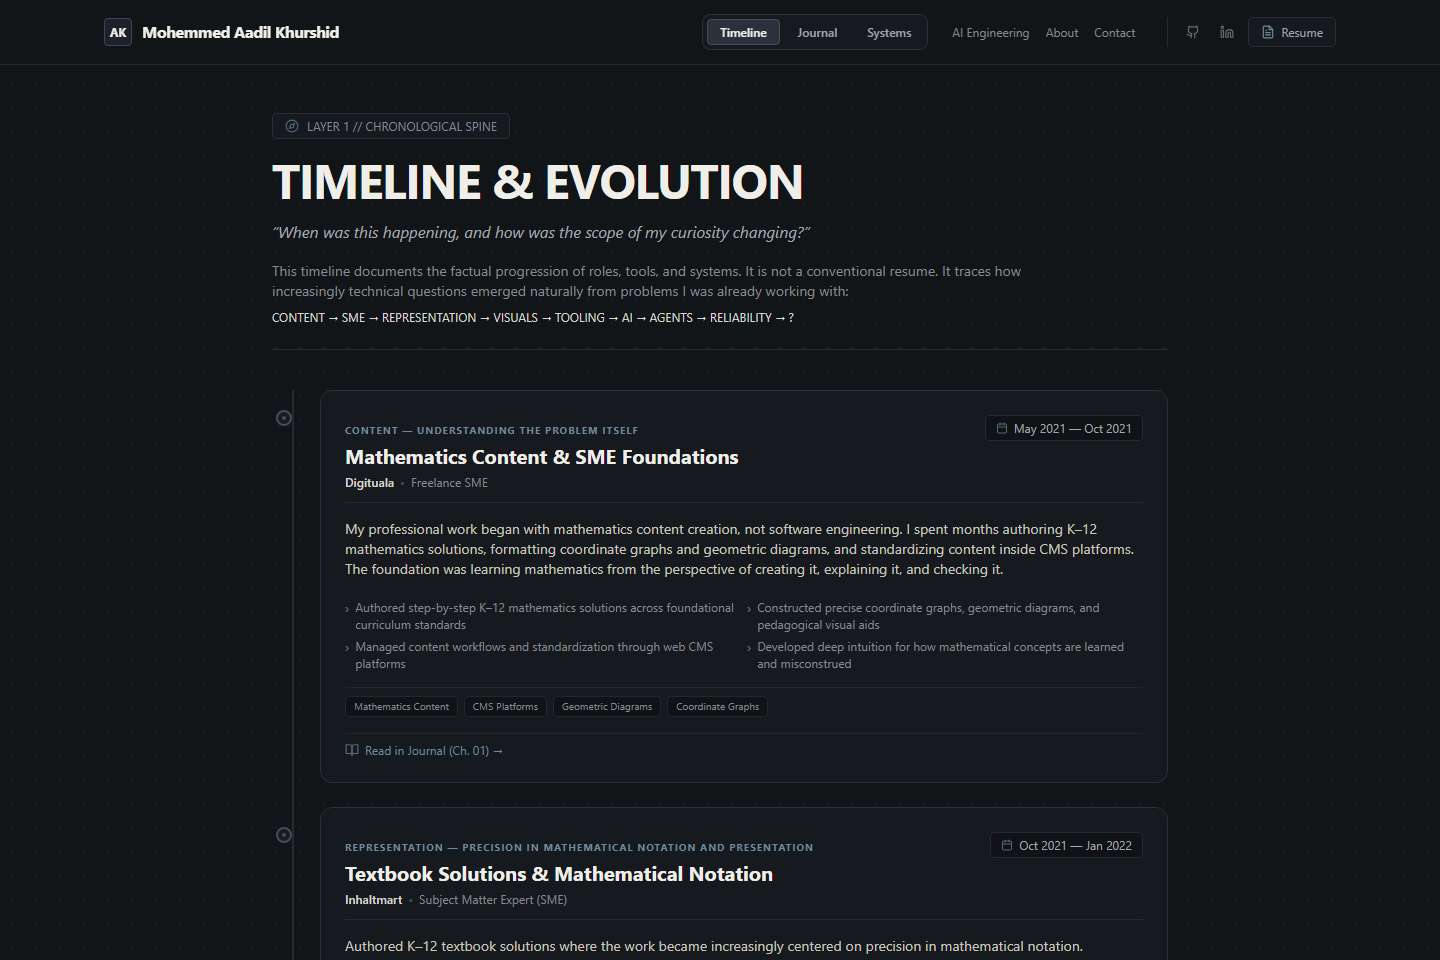 AK Mohemmed Aadil Khurshid
Timeline Journal Systems AI Engineering About Contact Resume
LAYER 1 // CHRONOLOGICAL SPINE
TIMELINE & EVOLUTION
“When was this happening, and how was the scope of my curiosity changing?”
This timeline documents the factual progression of roles, tools, and systems. It is not a conventional resume. It traces how
increasingly technical questions emerged naturally from problems I was already working with:
CONTENT → SME → REPRESENTATION → VISUALS → TOOLING → AI → AGENTS → RELIABILITY → ?
CONTENT — UNDERSTANDING THE PROBLEM ITSELF
May 2021 — Oct 2021
Mathematics Content & SME Foundations
Digituala • Freelance SME
My professional work began with mathematics content creation, not software engineering. I spent months authoring K–12
mathematics solutions, formatting coordinate graphs and geometric diagrams, and standardizing content inside CMS platforms.
The foundation was learning mathematics from the perspective of creating it, explaining it, and checking it.
› Authored step-by-step K–12 mathematics solutions across foundational
curriculum standards
› Constructed precise coordinate graphs, geometric diagrams, and
pedagogical visual aids
› Managed content workflows and standardization through web CMS
platforms
› Developed deep intuition for how mathematical concepts are learned
and misconstrued
Mathematics Content CMS Platforms Geometric Diagrams Coordinate Graphs
Read in Journal (Ch. 01) →
REPRESENTATION — PRECISION IN MATHEMATICAL NOTATION AND PRESENTATION
Oct 2021 — Jan 2022
Textbook Solutions & Mathematical Notation
Inhaltmart • Subject Matter Expert (SME)
Authored K–12 textbook solutions where the work became increasingly centered on precision in mathematical notation.